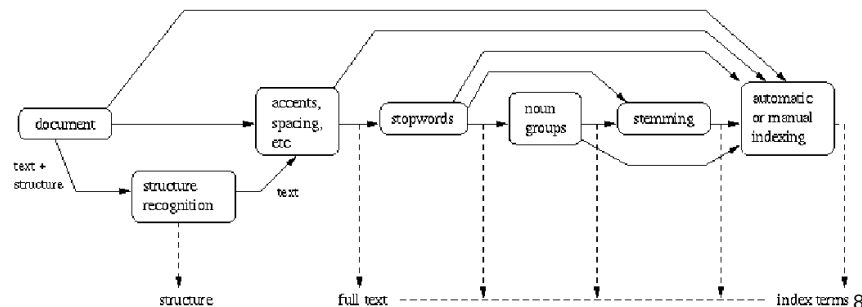 document
text +
structure
structure
recognition
text
accents,
spacing,
etc
stopwords
noun
groups
stemming
automatic
or manual
indexing
structure
full text
index terms 8